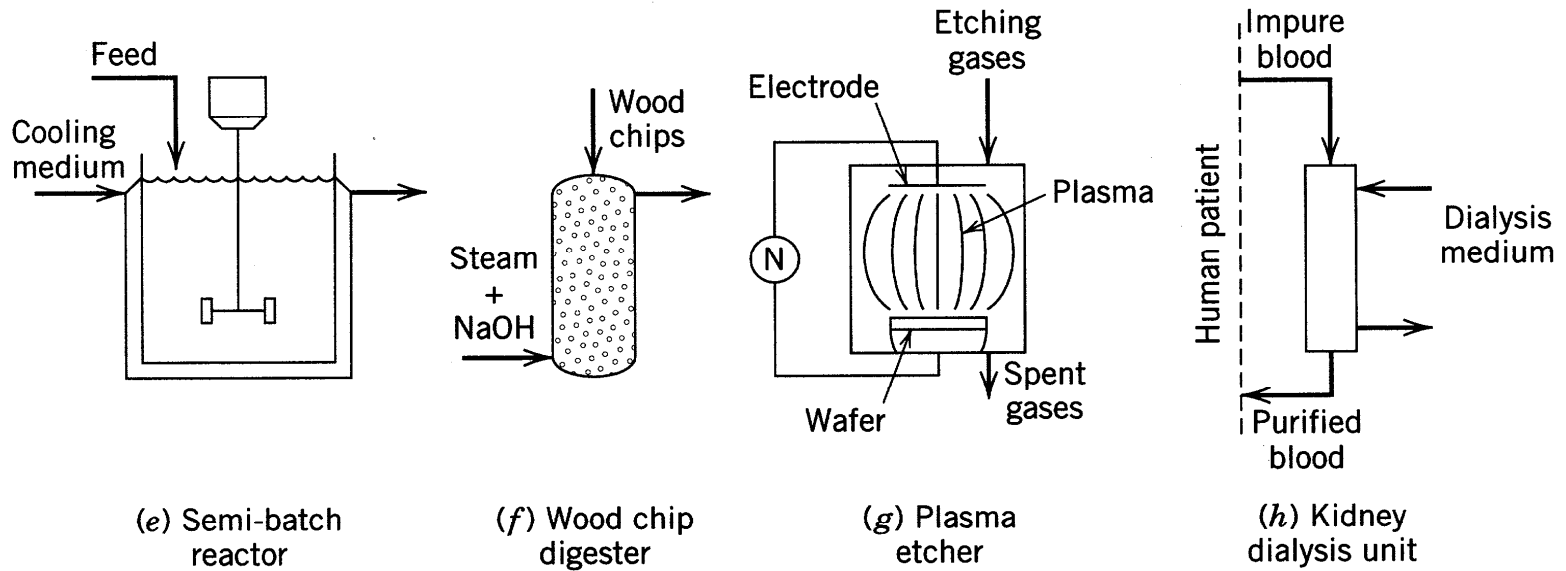 Feed
Cooling
medium
(e) Semi-batch
reactor
Wood
chips
Steam
+
NaOH
(f) Wood chip
digester
Etching
gases
Electrode
Plasma
N
Wafer
Spent
gases
(g) Plasma
etcher
Impure
blood
Human patient
Dialysis
medium
Purified
blood
(h) Kidney
dialysis unit